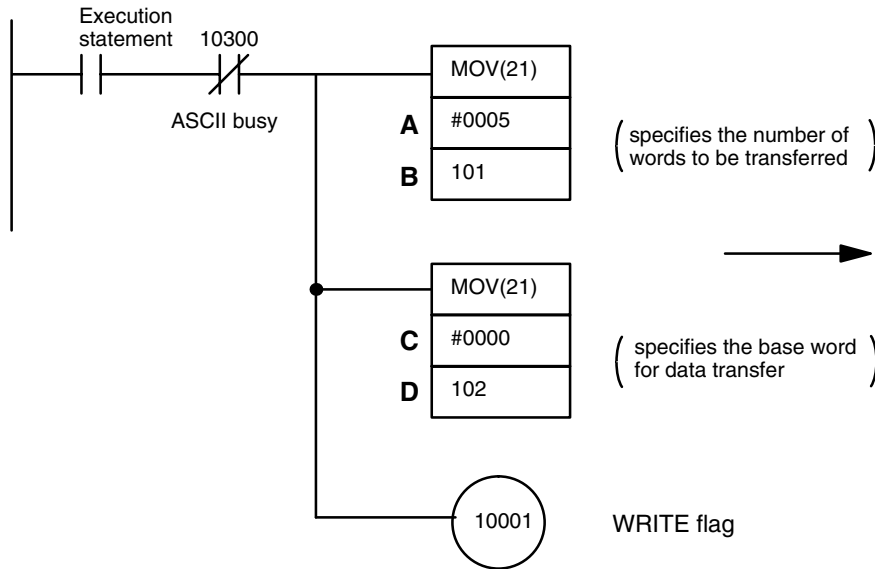 Execution
statement
10300
ASCII busy
MOV(21)
A #0005
B 101
(specifies the number of
words to be transferred)
MOV(21)
C #0000
D 102
(specifies the base word
for data transfer)
10001
WRITE flag